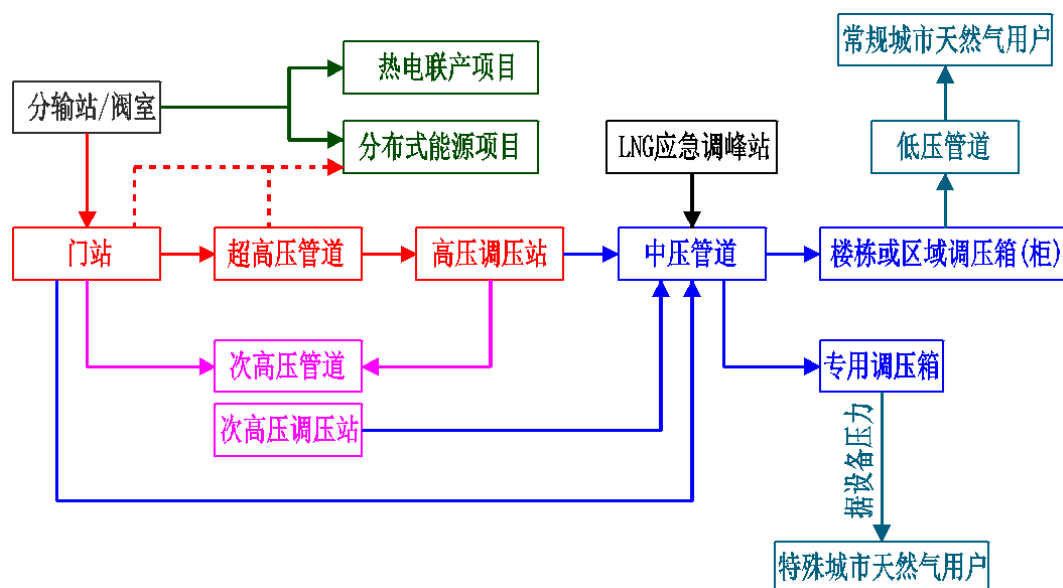 常规城市天然气用户
热电联产项目
分输站/阀室
分布式能源项目
LNG应急调峰站
低压管道
门站
超高压管道
高压调压站
中压管道
楼栋或区域调压箱(柜)
次高压管道
专用调压箱
次高压调压站
据设备压力
特殊城市天然气用户